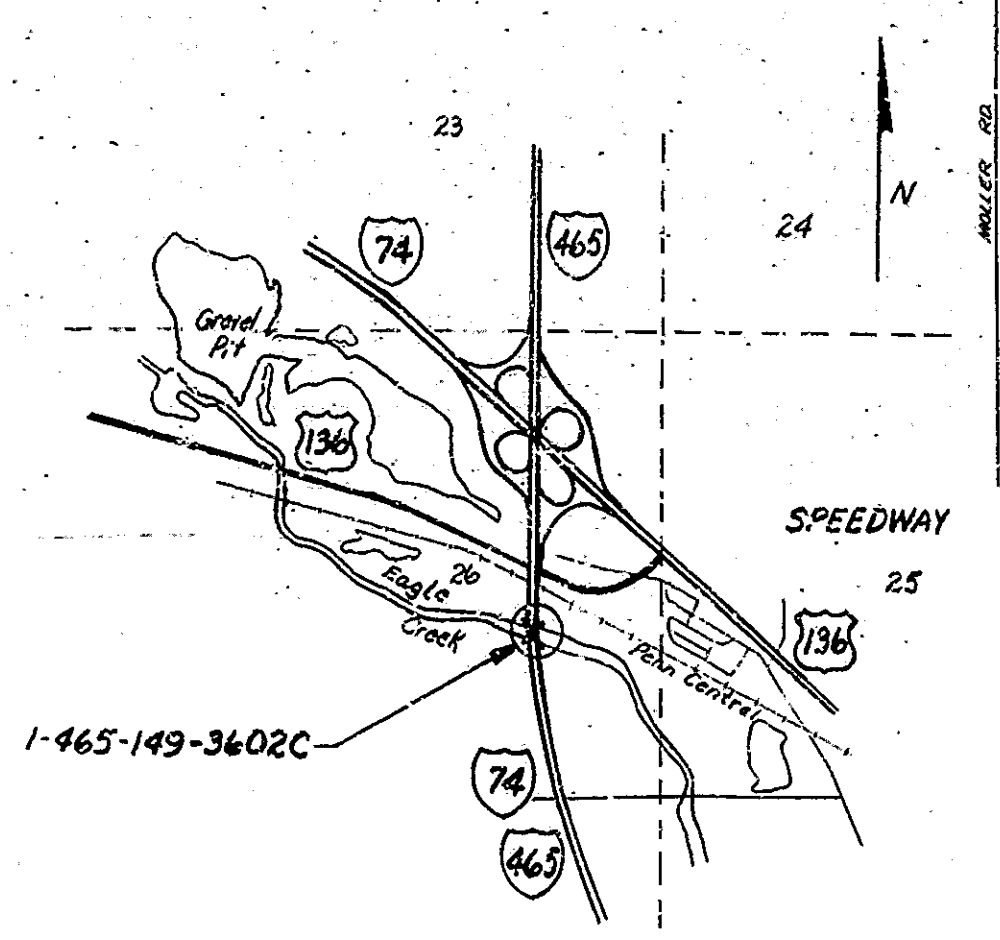 23
MOLLER RD.
N
24
74
465
Gravel
Pit
136
SPEEDWAY
25
26
Eagle
Creek
136
Penn Central
1-465-149-3602C
74
465